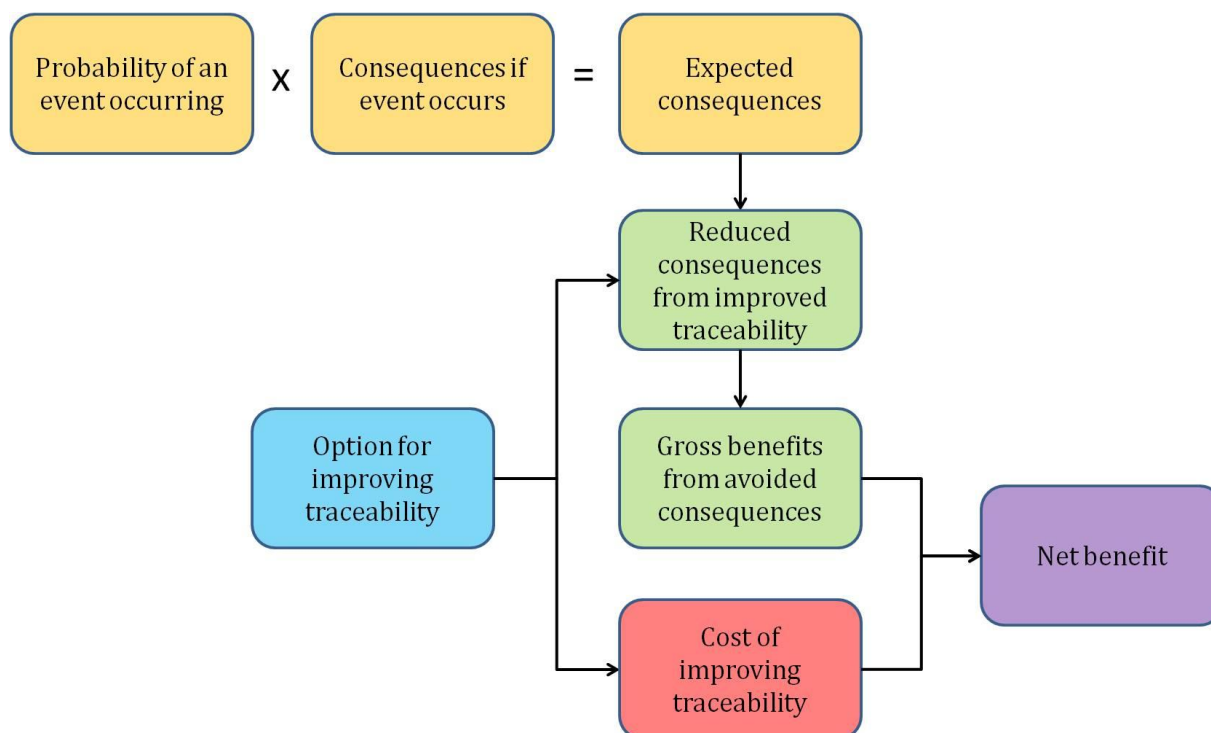 Probability of an
event occurring
x
Consequences if
event occurs
=
Expected
consequences
Reduced
consequences
from improved
traceability
Option for
improving
traceability
Gross benefits
from avoided
consequences
Net benefit
Cost of
improving
traceability